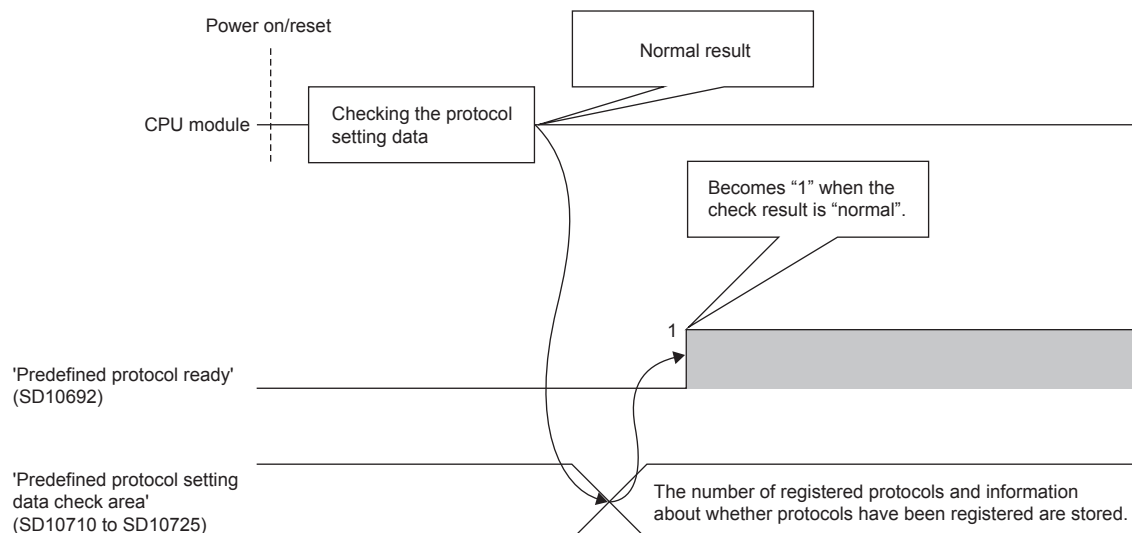 Power on/reset
Normal result
CPU module
Checking the protocol
setting data
Becomes “1” when the
check result is “normal”.
1
'Predefined protocol ready'
(SD10692)
'Predefined protocol setting
data check area'
(SD10710 to SD10725)
The number of registered protocols and information
about whether protocols have been registered are stored.